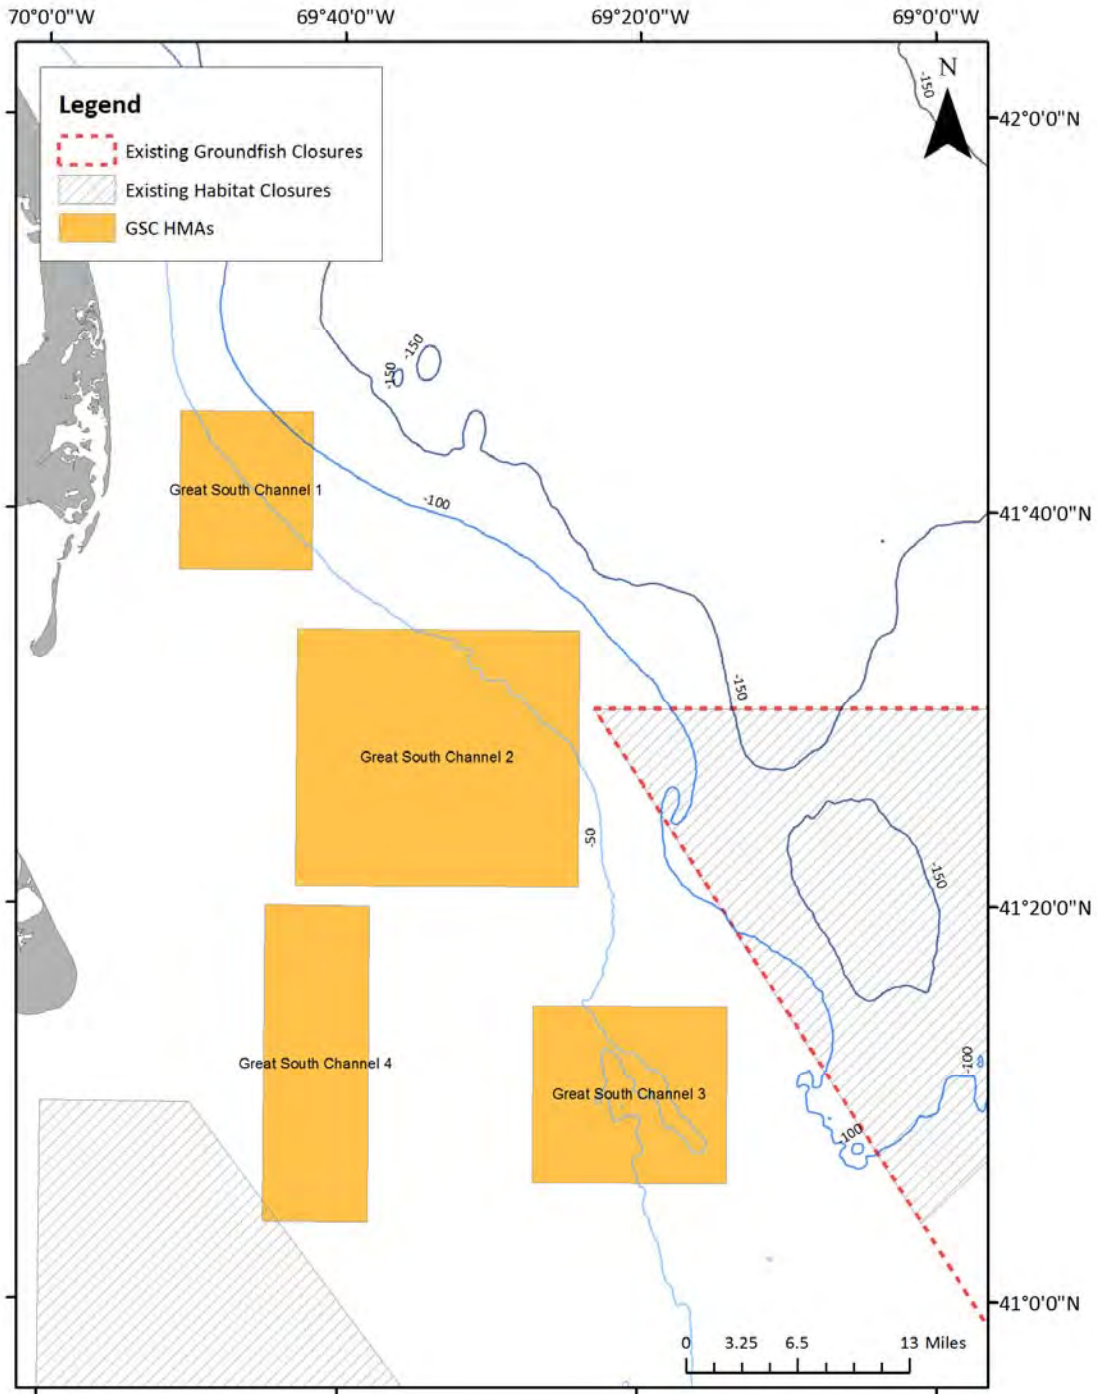 70°0'0"W
69°40'0"W
69°20'0"W
69°0'0"W
N
Legend
Existing Groundfish Closures
Existing Habitat Closures
GSC HMAs
-150
42°0'0"N
-150
-150
Great South Channel 1
-100
41°40'0"N
-150
Great South Channel 2
-50
-150
41°20'0"N
Great South Channel 4
-100
Great South Channel 3
-100
41°0'0"N
0 3.25 6.5 13 Miles